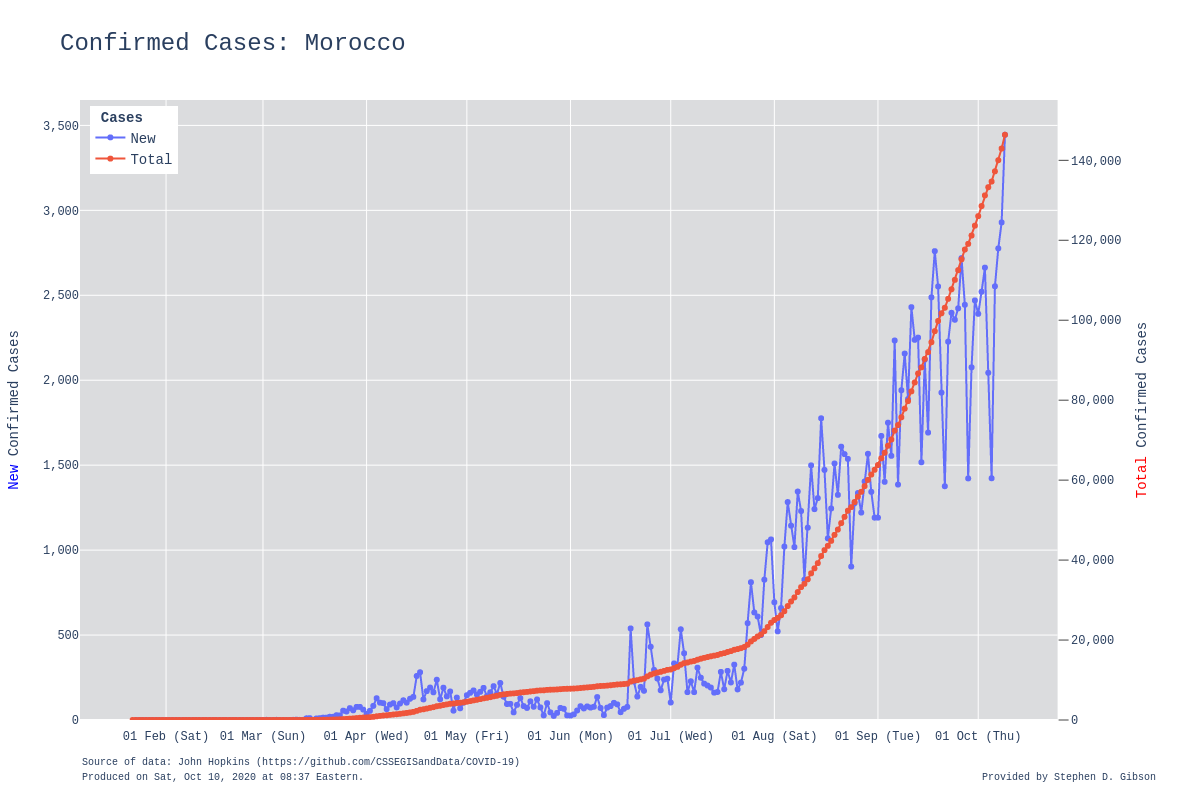 Confirmed Cases: Morocco
Cases
New
Total
3,500
3,000
2,500
2,000
1,500
1,000
500
0
New Confirmed Cases
140,000
120,000
100,000
80,000
60,000
40,000
20,000
0
Total Confirmed Cases
01 Feb (Sat) 01 Mar (Sun) 01 Apr (Wed) 01 May (Fri) 01 Jun (Mon) 01 Jul (Wed) 01 Aug (Sat) 01 Sep (Tue) 01 Oct (Thu)
Source of data: John Hopkins (https://github.com/CSSEGISandData/COVID-19)
Produced on Sat, Oct 10, 2020 at 08:37 Eastern.
Provided by Stephen D. Gibson